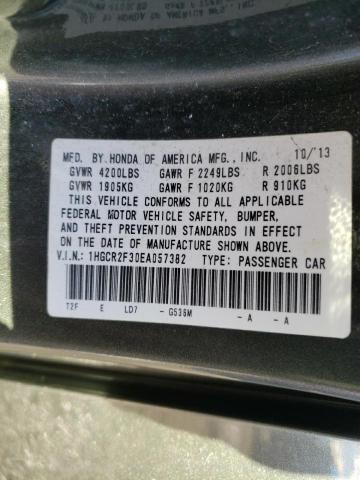 MFD. BY HONDA OF AMERICA MFG., INC. 10/13
GVWR 4200LBS GAWR F 2249LBS R 2006LBS
GVWR 1905KG GAWR F 1020KG R 910KG
THIS VEHICLE CONFORMS TO ALL APPLICABLE
FEDERAL MOTOR VEHICLE SAFETY, BUMPER,
AND THEFT PREVENTION STANDARDS IN EFFECT
ON THE DATE OF MANUFACTURE SHOWN ABOVE.
V.I.N.: 1HGCR2F30EA057382 TYPE: PASSENGER CAR
T2F E LD7 - G536M - A - A